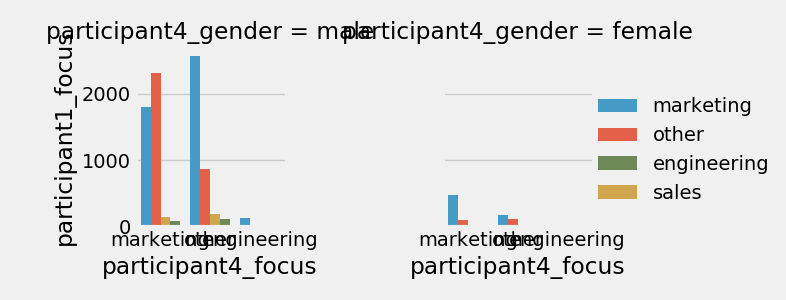 participant4_gender = male
participant4_gender = female
participant1_focus
2000
1000
0
marketing
other
engineering
participant4_focus
marketing
other
engineering
participant4_focus
marketing
other
engineering
sales